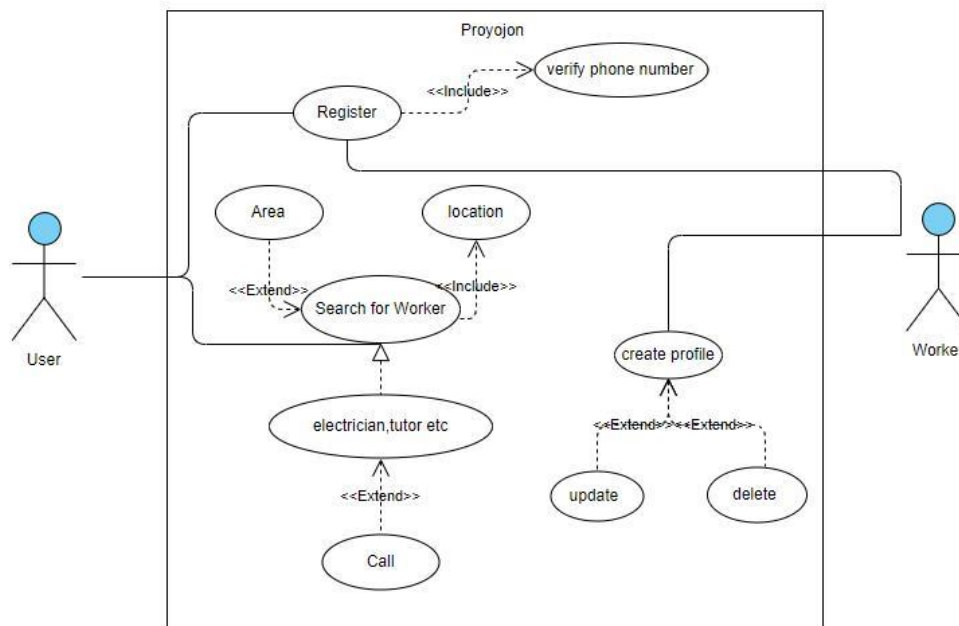 Proyojon
verify phone number
<<Include>>
Register
Area
location
<<Extend>>
<<Include>>
Search for Worker
User
Worke
create profile
electrician,tutor etc
<<Extend>>
<<Extend>>
<<Extend>>
update
delete
Call